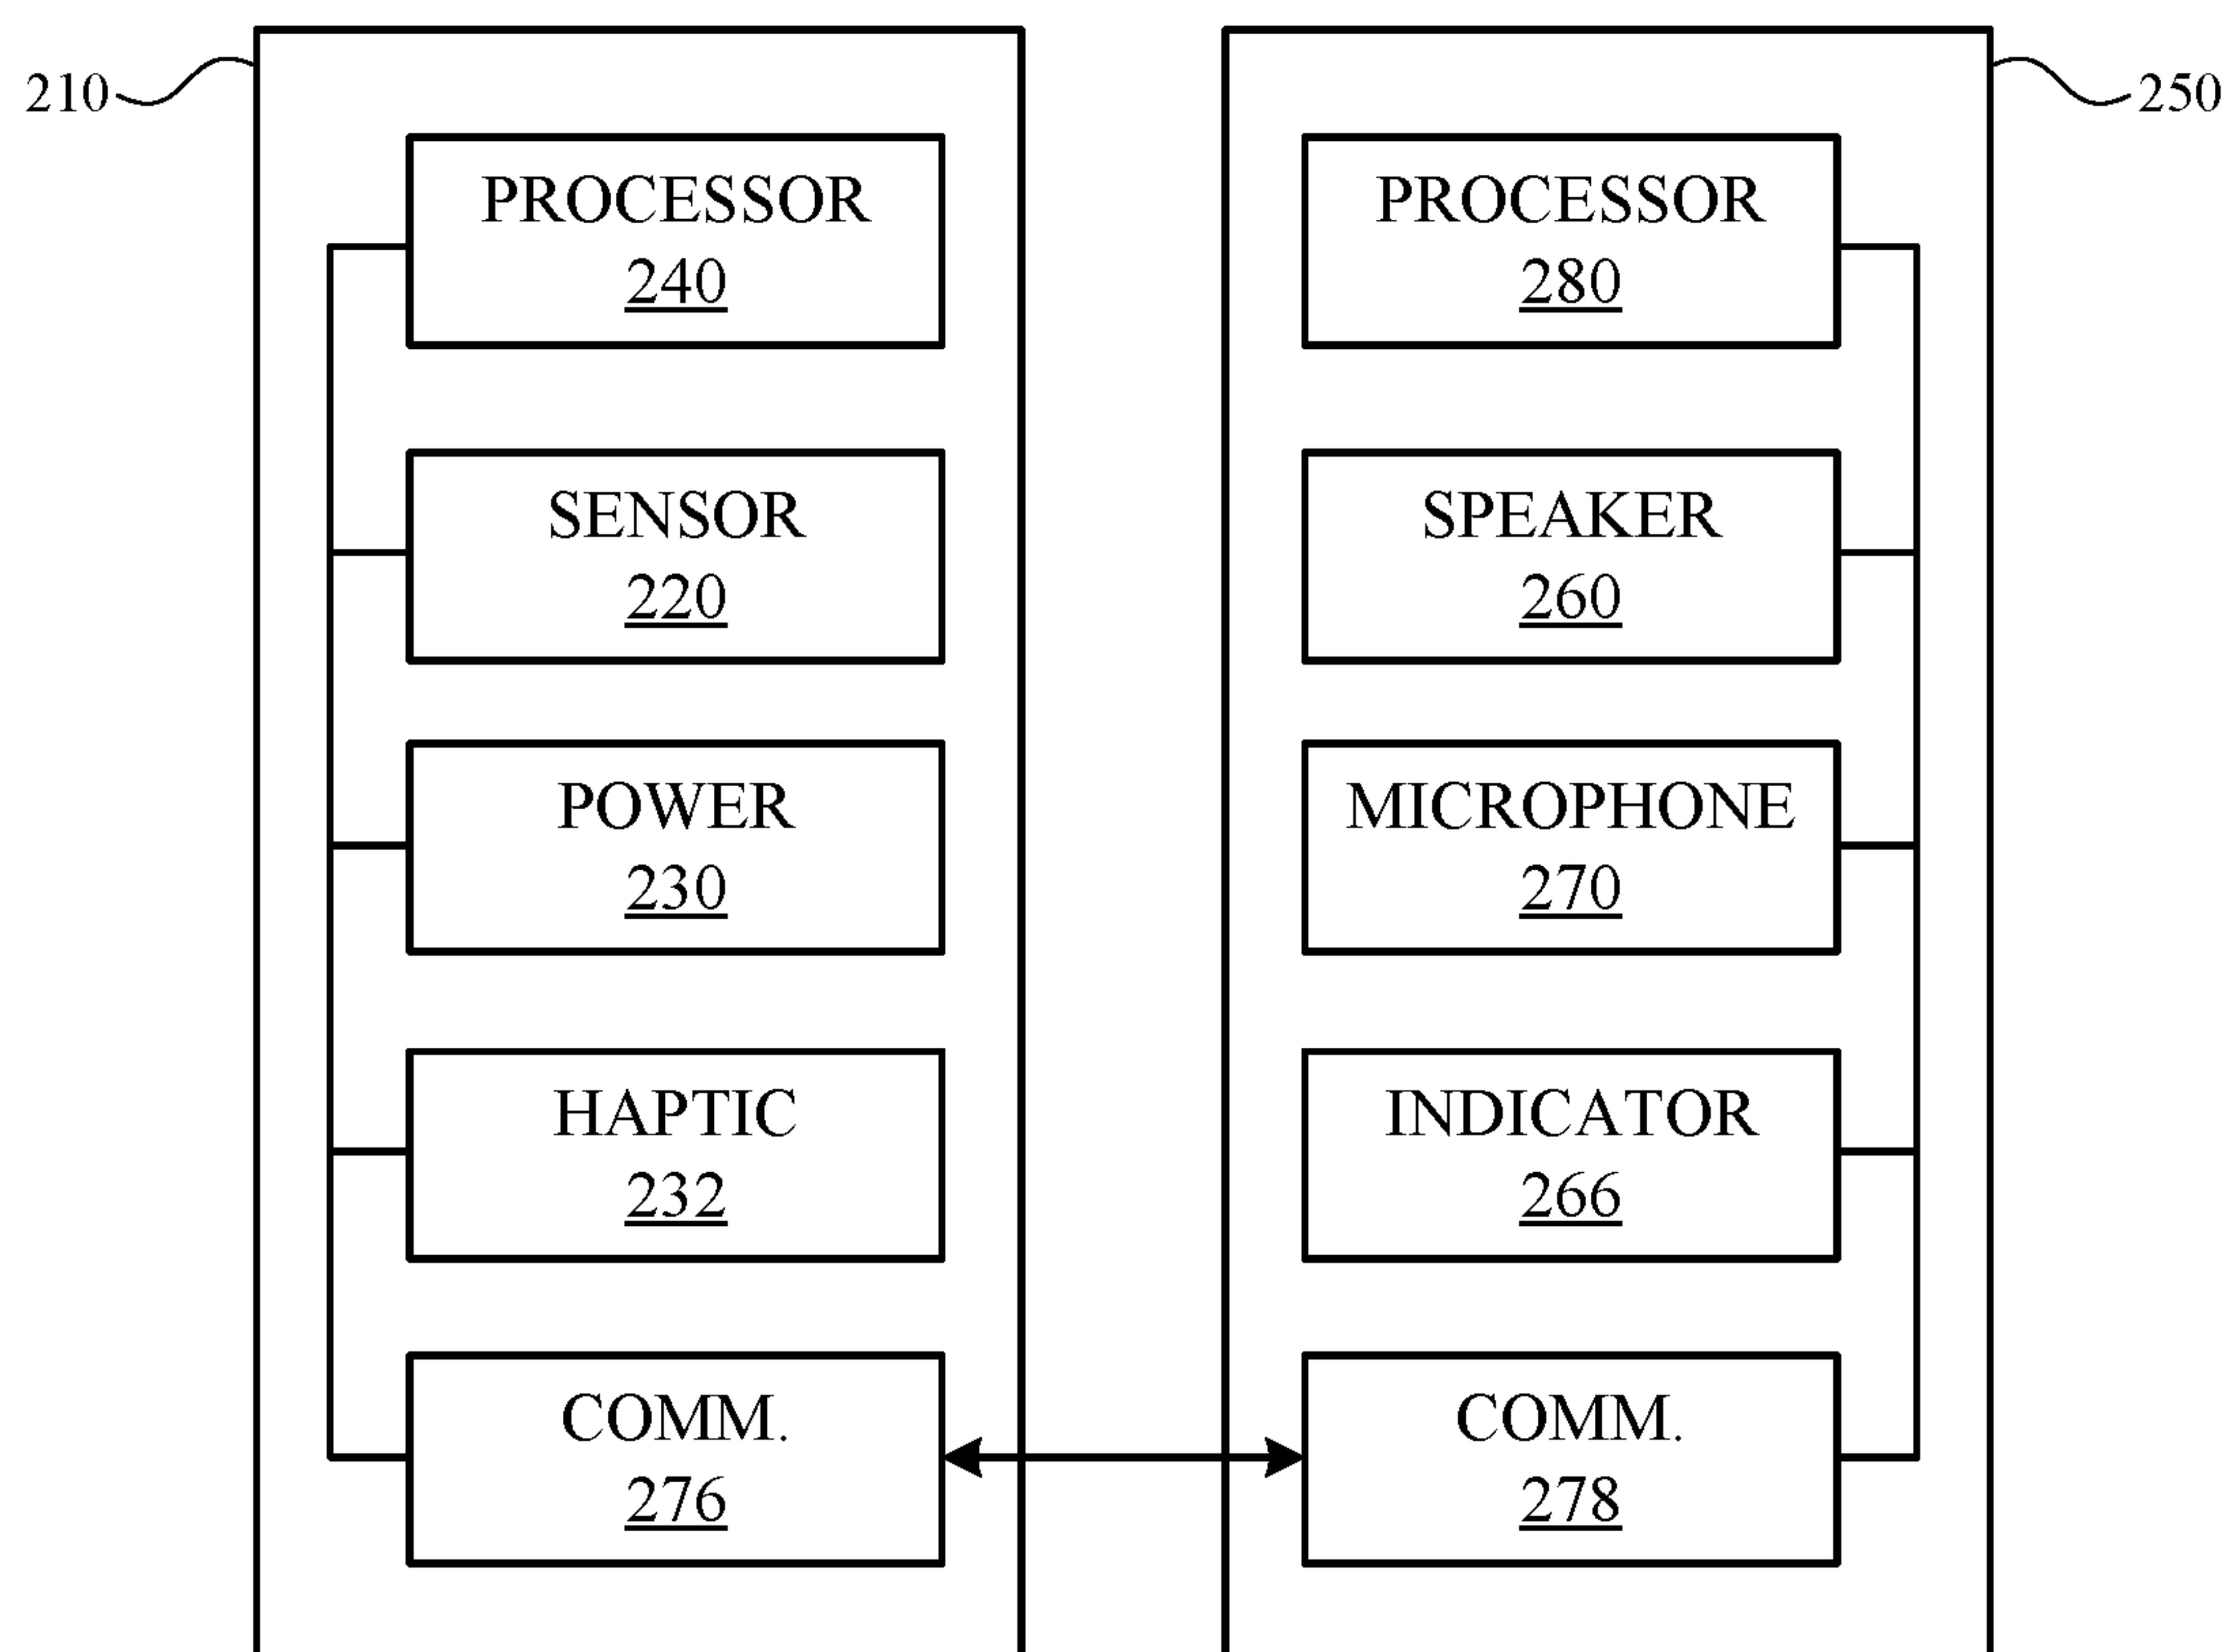 210
250
PROCESSOR
240
SENSOR
220
POWER
230
HAPTIC
232
COMM.
276
PROCESSOR
280
SPEAKER
260
MICROPHONE
270
INDICATOR
266
COMM.
278